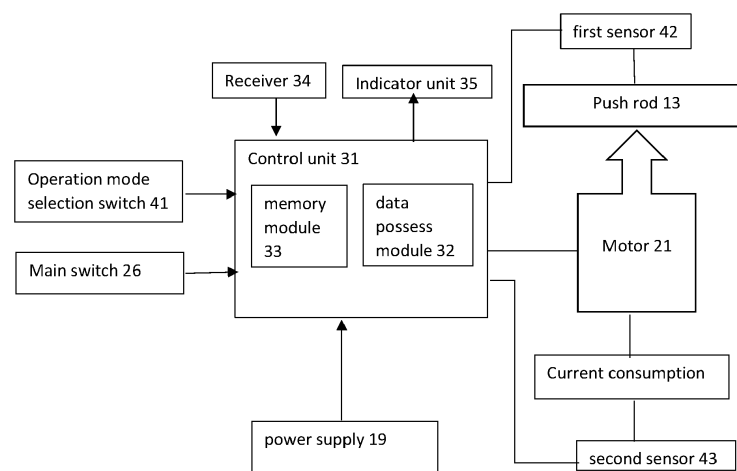 first sensor 42
Receiver 34
Indicator unit 35
Push rod 13
Control unit 31
Operation mode
selection switch 41
memory
module
33
data
possess
module 32
Motor 21
Main switch 26
Current consumption
power supply 19
second sensor 43